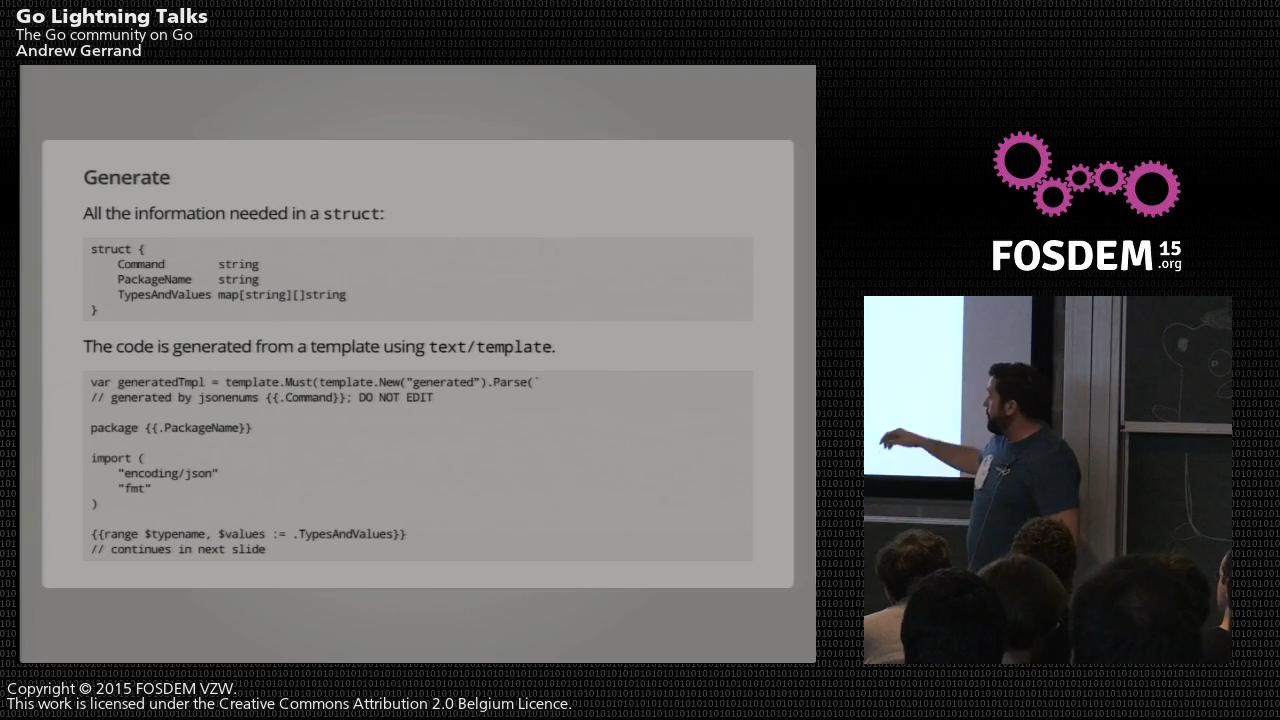 Go Lightning Talks
The Go community on Go
Andrew Gerrand
Generate
All the information needed in a struct:
struct {
    Command        string
    PackageName    string
    TypesAndValues map[string][]string
}
The code is generated from a template using text/template.
var generatedTmpl = template.Must(template.New("generated").Parse(`
// generated by jsonenums {{.Command}}; DO NOT EDIT
package {{.PackageName}}
import (
    "encoding/json"
    "fmt"
)
{{range $typename, $values := .TypesAndValues}}
// continues in next slide
FOSDEM 15
.org
Copyright © 2015 FOSDEM VZW.
This work is licensed under the Creative Commons Attribution 2.0 Belgium Licence.